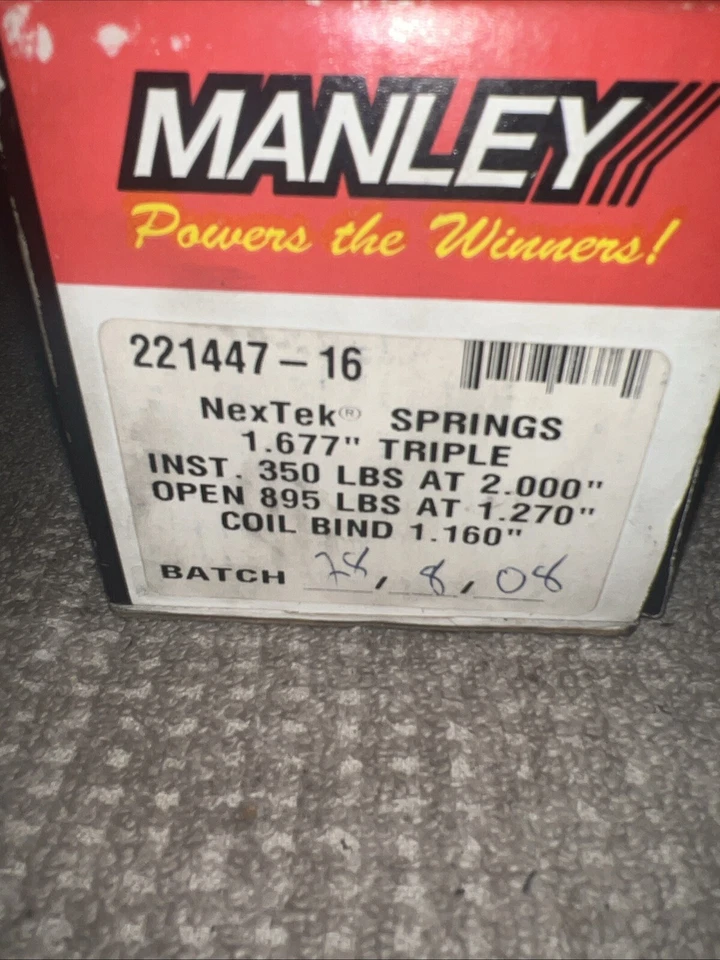 MANLEY
Powers the Winners!
221447-16
NexTek® SPRINGS
1.677" TRIPLE
INST. 350 LBS AT 2.000"
OPEN 895 LBS AT 1.270"
COIL BIND 1.160"
BATCH 78, 8, 08